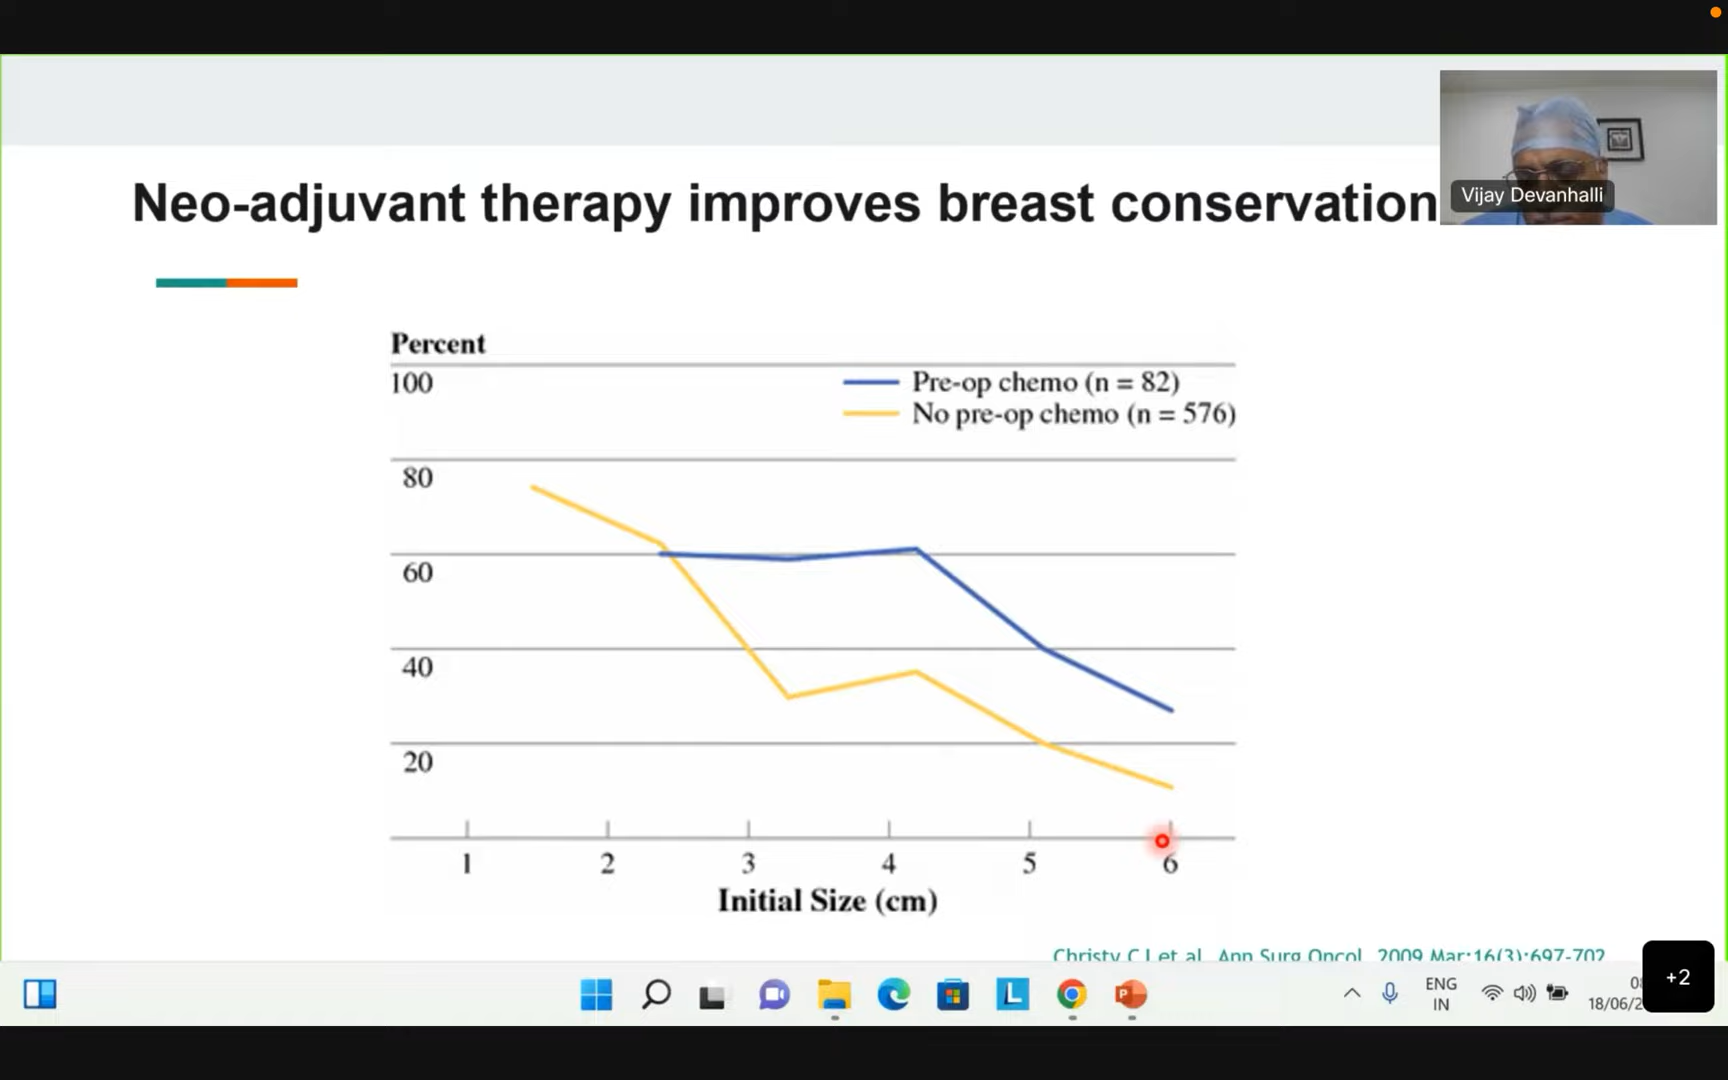 Neo-adjuvant therapy improves breast conservation
Vijay Devanhalli
Percent
100
80
60
40
20
Pre-op chemo (n = 82)
No pre-op chemo (n = 576)
1 2 3 4 5 6
Initial Size (cm)
Christy CJ et al. Ann Surg Oncol. 2009 Mar;16(3):697-702
+2
ENG
IN
18/06/2